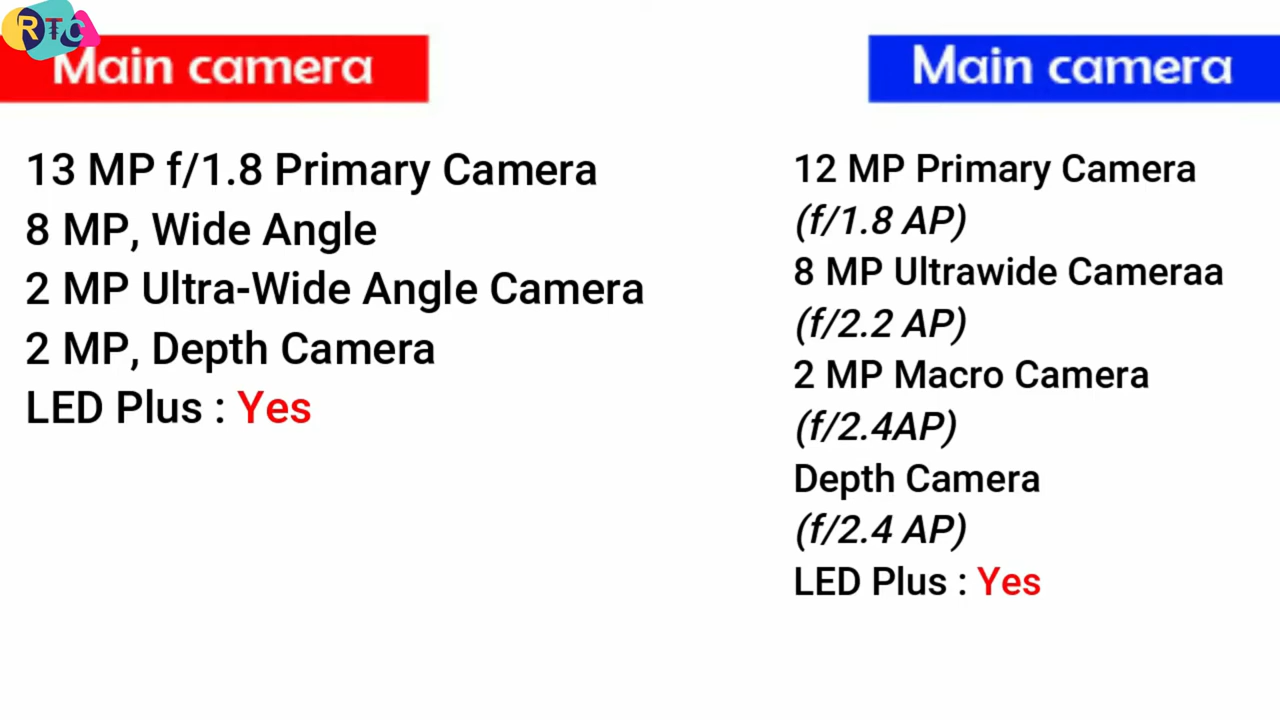 RTC
Main camera
13 MP f/1.8 Primary Camera
8 MP, Wide Angle
2 MP Ultra-Wide Angle Camera
2 MP, Depth Camera
LED Plus : Yes
Main camera
12 MP Primary Camera
(f/1.8 AP)
8 MP Ultrawide Cameraa
(f/2.2 AP)
2 MP Macro Camera
(f/2.4AP)
Depth Camera
(f/2.4 AP)
LED Plus : Yes